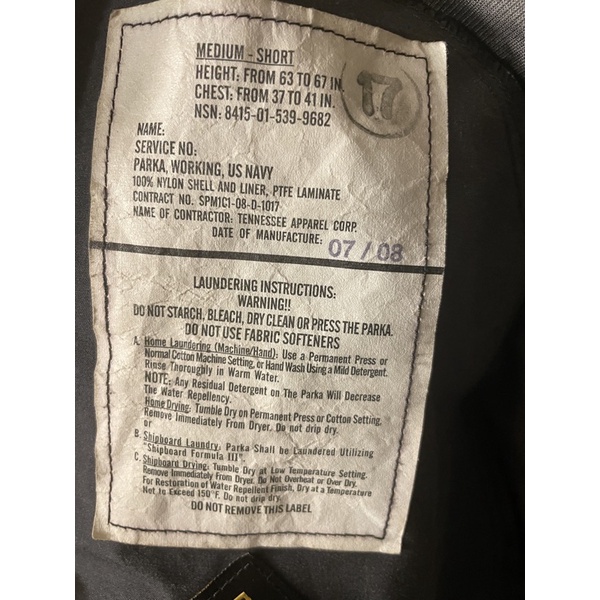 MEDIUM - SHORT
HEIGHT: FROM 63 TO 67 IN.
CHEST: FROM 37 TO 41 IN.
NSN: 8415-01-539-9682
17
NAME:
SERVICE NO:
PARKA, WORKING, US NAVY
100% NYLON SHELL AND LINER, PTFE LAMINATE
CONTRACT NO. SPM1C1-08-D-1017
NAME OF CONTRACTOR: TENNESSEE APPAREL CORP.
DATE OF MANUFACTURE: 07/08
LAUNDERING INSTRUCTIONS:
WARNING!!
DO NOT STARCH, BLEACH, DRY CLEAN OR PRESS THE PARKA.
DO NOT USE FABRIC SOFTENERS
A. Home Laundering (Machine/Hand): Use a Permanent Press or
Normal Cotton Machine Setting, or Hand Wash Using a Mild Detergent.
Rinse Thoroughly in Warm Water.
NOTE: Any Residual Detergent on The Parka Will Decrease
The Water Repellency.
Home Drying: Tumble Dry on Permanent Press or Cotton Setting.
Remove Immediately From Dryer. Do not drip dry.
or
B. Shipboard Laundry: Parka Shall be Laundered Utilizing
"Shipboard Formula III".
C. Shipboard Drying: Tumble Dry at Low Temperature Setting.
Remove Immediately From Dryer. Do Not Overheat or Over Dry.
For Restoration of Water Repellent Finish, Dry at a Temperature
Not to Exceed 150°F. Do not drip dry.
DO NOT REMOVE THIS LABEL